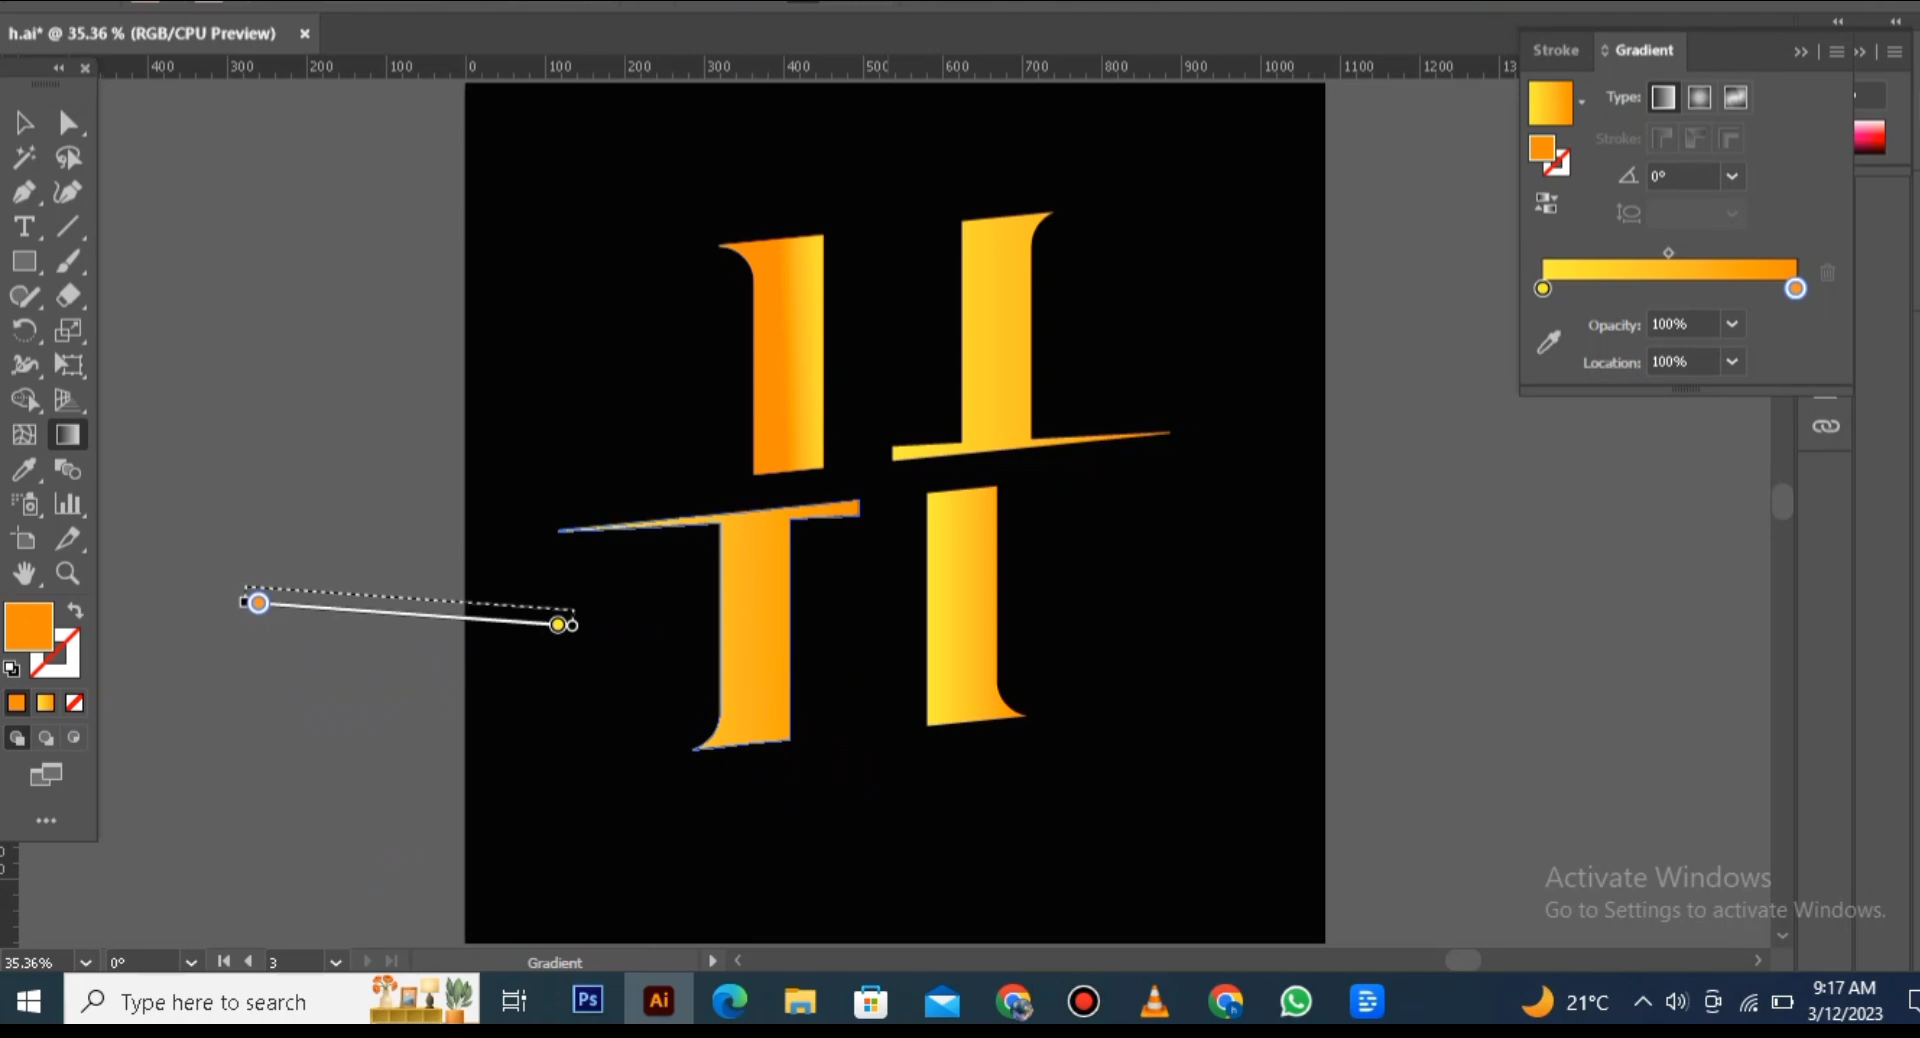 h.ai* @ 35.36 % (RGB/CPU Preview) ×
400 300 200 100 0 100 300 400 500 600 700 800 900 1000 1100 1200 13
Stroke Gradient
Type:
Stroke:
0°
Opacity: 100%
Location: 100%
T
Activate Windows
Go to Settings to activate Windows.
35.36% 0° 3 Gradient
Type here to search
Ps
Ai
21°C
9:17 AM
3/12/2023